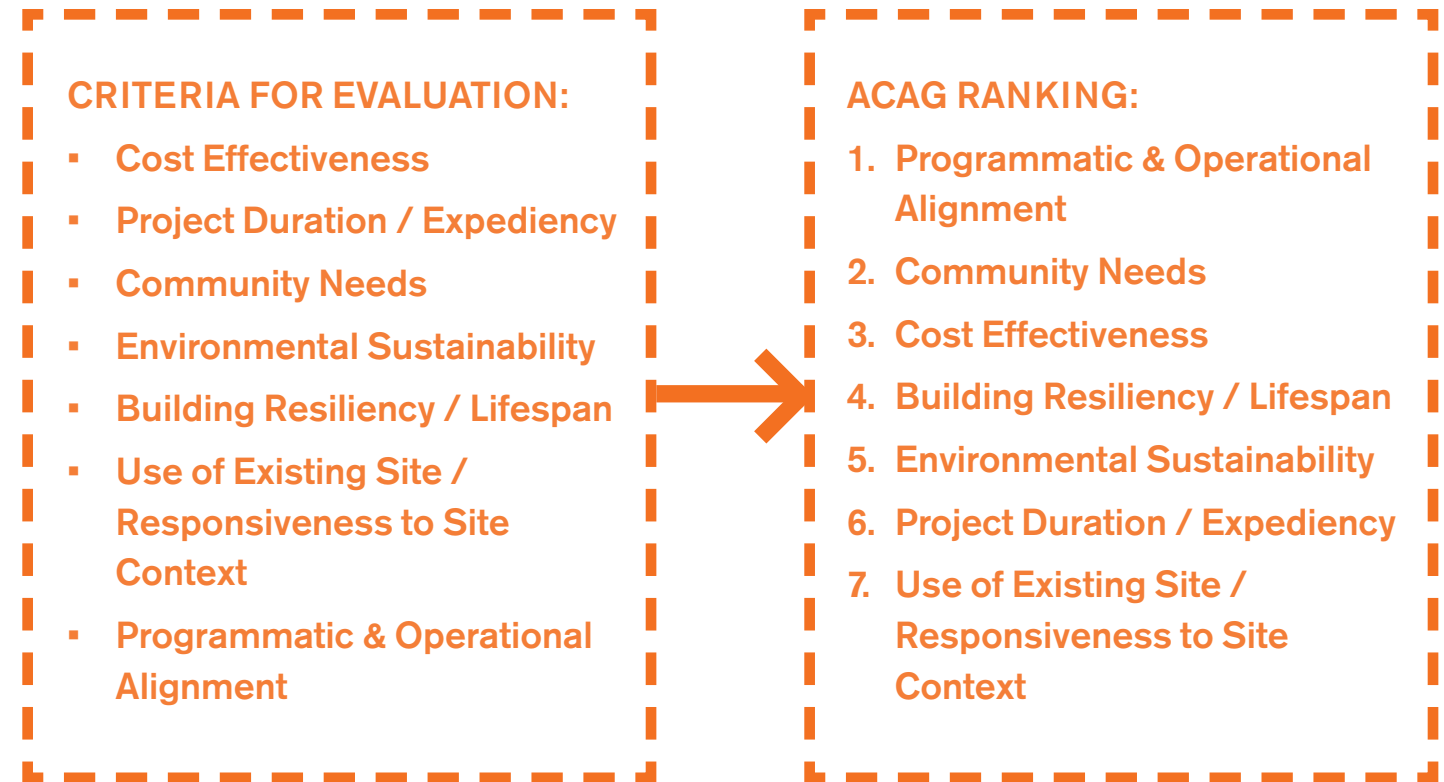 CRITERIA FOR EVALUATION:
▪ Cost Effectiveness
▪ Project Duration / Expediency
▪ Community Needs
▪ Environmental Sustainability
▪ Building Resiliency / Lifespan
▪ Use of Existing Site /
Responsiveness to Site
Context
▪ Programmatic & Operational
Alignment
ACAG RANKING:
1. Programmatic & Operational
Alignment
2. Community Needs
3. Cost Effectiveness
4. Building Resiliency / Lifespan
5. Environmental Sustainability
6. Project Duration / Expediency
7. Use of Existing Site /
Responsiveness to Site
Context